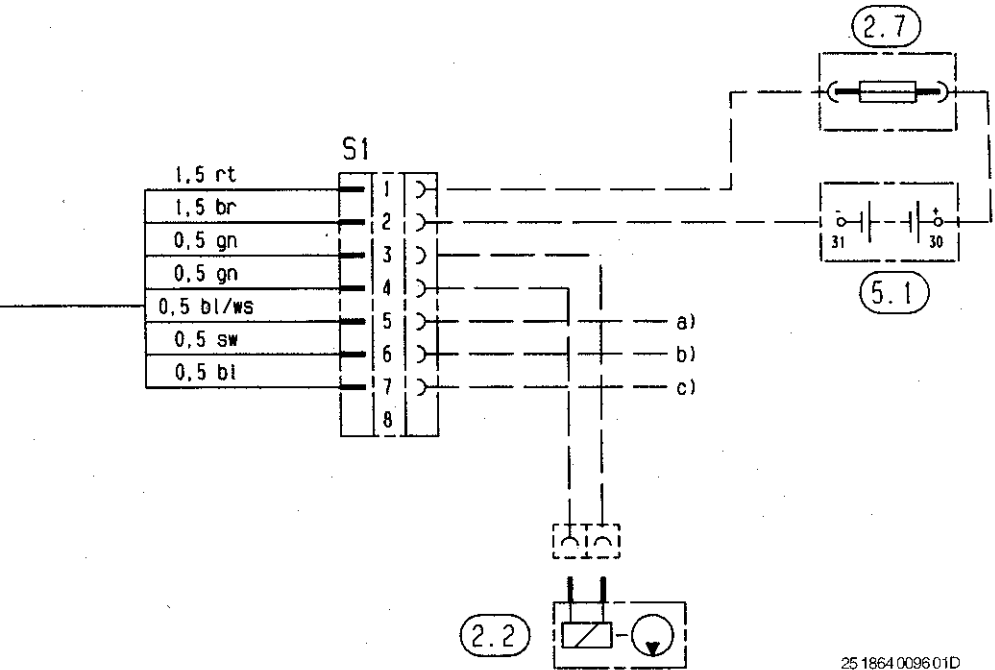 2.7
S1
1,5 rt
1
1,5 br
2
- +
31 30
0,5 gn
3
0,5 gn
4
5.1
0,5 bl/ws
5
a)
0,5 sw
6
b)
0,5 bl
7
c)
8
2.2
25 1864 0096 01D